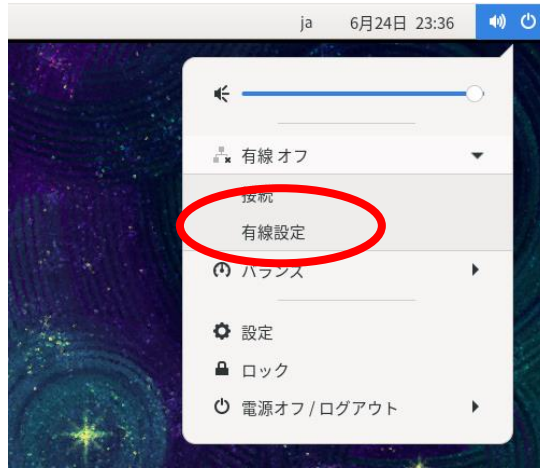 ja 6月24日 23:36
有線 オフ
接続
有線設定
バランス
設定
ロック
電源オフ / ログアウト